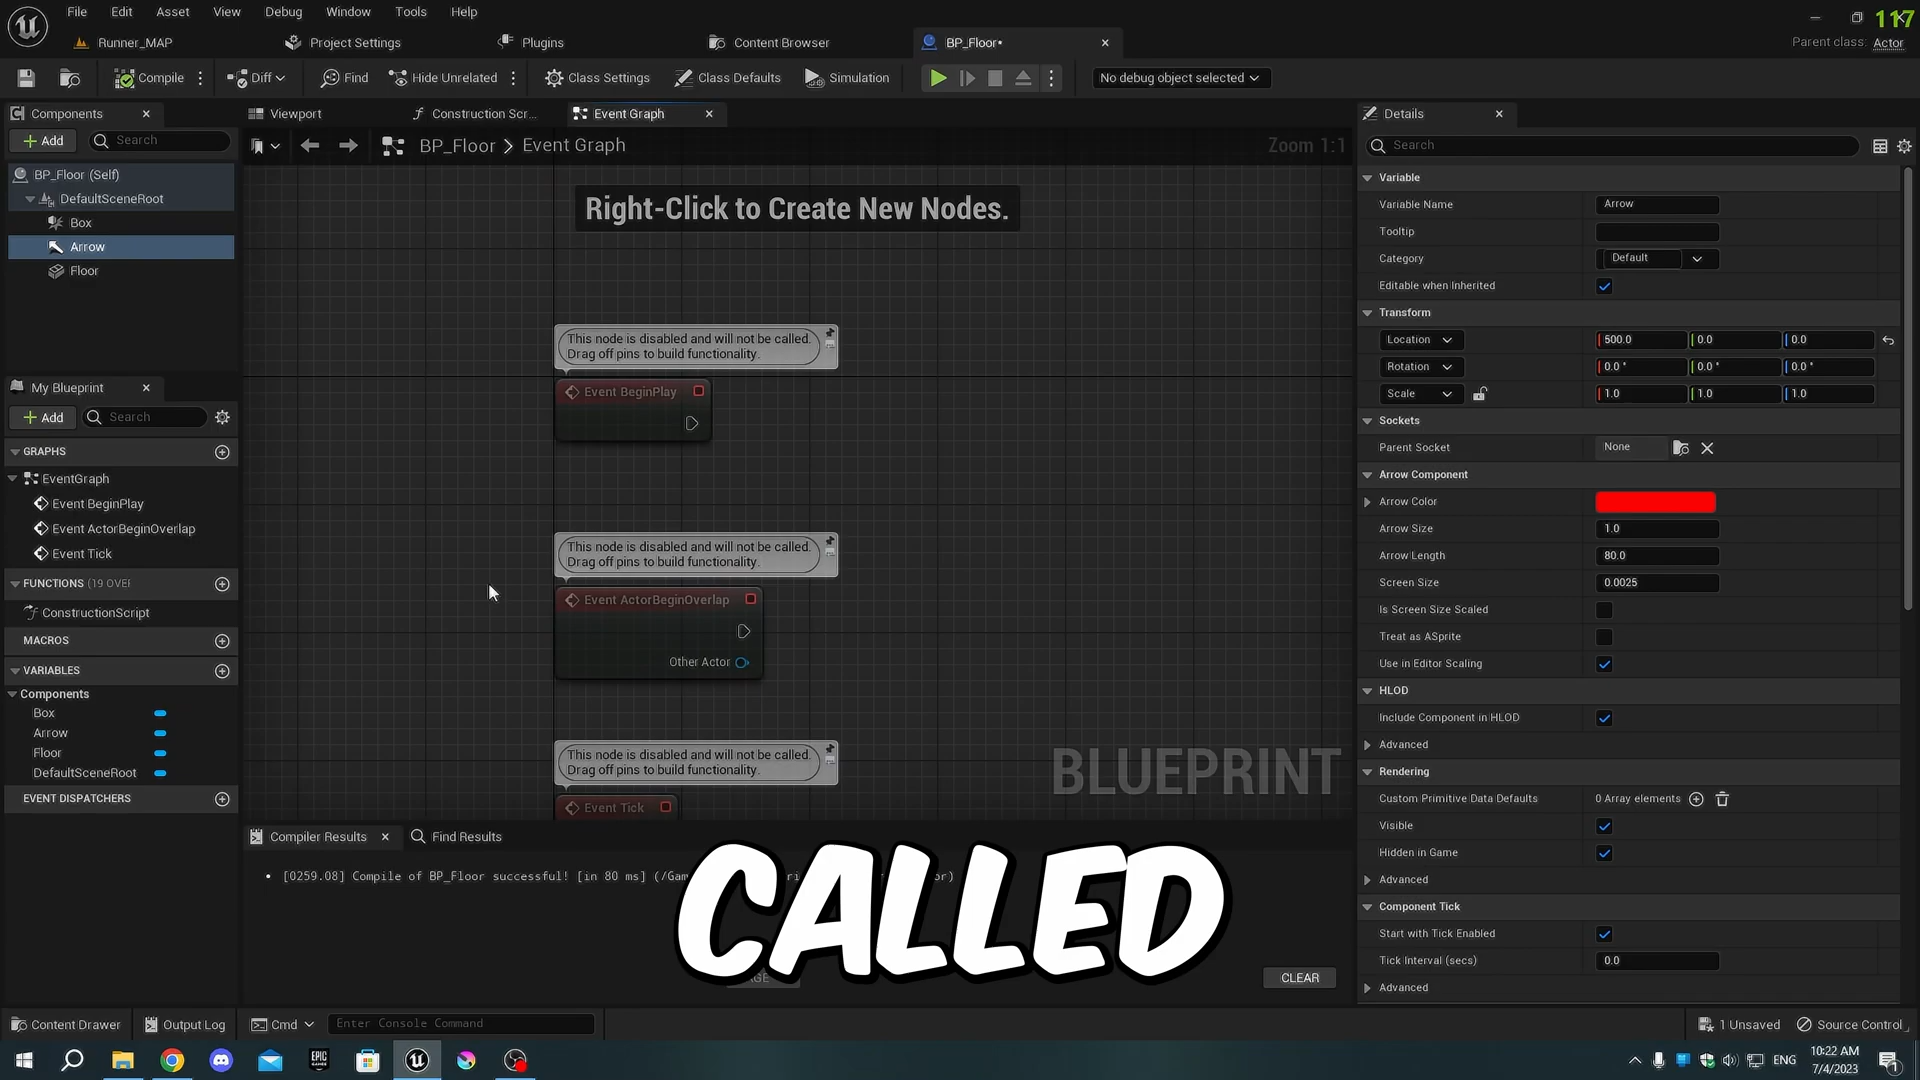 File Edit Asset View Debug Window Tools Help
117
Runner_MAP Project Settings Plugins Content Browser BP_Floor•
Parent class: Actor
Compile Diff Find Hide Unrelated Class Settings Class Defaults Simulation No debug object selected
Components Viewport Construction Scr... Event Graph Details
Add Search
BP_Floor > Event Graph Zoom 1:1
Search
Right-Click to Create New Nodes.
BP_Floor (Self)
DefaultSceneRoot
Box
Arrow
Floor
My Blueprint
Add Search
GRAPHS
EventGraph
Event BeginPlay
Event ActorBeginOverlap
Event Tick
FUNCTIONS (19 OVER
ConstructionScript
MACROS
VARIABLES
Components
Box
Arrow
Floor
DefaultSceneRoot
EVENT DISPATCHERS
This node is disabled and will not be called.
Drag off pins to build functionality.
Event BeginPlay
This node is disabled and will not be called.
Drag off pins to build functionality.
Event ActorBeginOverlap
Other Actor
This node is disabled and will not be called.
Drag off pins to build functionality.
Event Tick
BLUEPRINT
Compiler Results Find Results
[0259.08] Compile of BP_Floor successful! [in 80 ms] (/Gam
CALLED
CLEAR
Variable
Variable Name Arrow
Tooltip
Category Default
Editable when Inherited
Transform
Location 500.0 0.0 0.0
Rotation 0.0 ° 0.0 ° 0.0 °
Scale 1.0 1.0 1.0
Sockets
Parent Socket None
Arrow Component
Arrow Color
Arrow Size 1.0
Arrow Length 80.0
Screen Size 0.0025
Is Screen Size Scaled
Treat as ASprite
Use in Editor Scaling
HLOD
Include Component in HLOD
Advanced
Rendering
Custom Primitive Data Defaults 0 Array elements
Visible
Hidden in Game
Advanced
Component Tick
Start with Tick Enabled
Tick Interval (secs) 0.0
Advanced
Content Drawer Output Log Cmd Enter Console Command 1 Unsaved Source Control
EPIC
GAMES
ENG
10:22 AM
7/4/2023
1